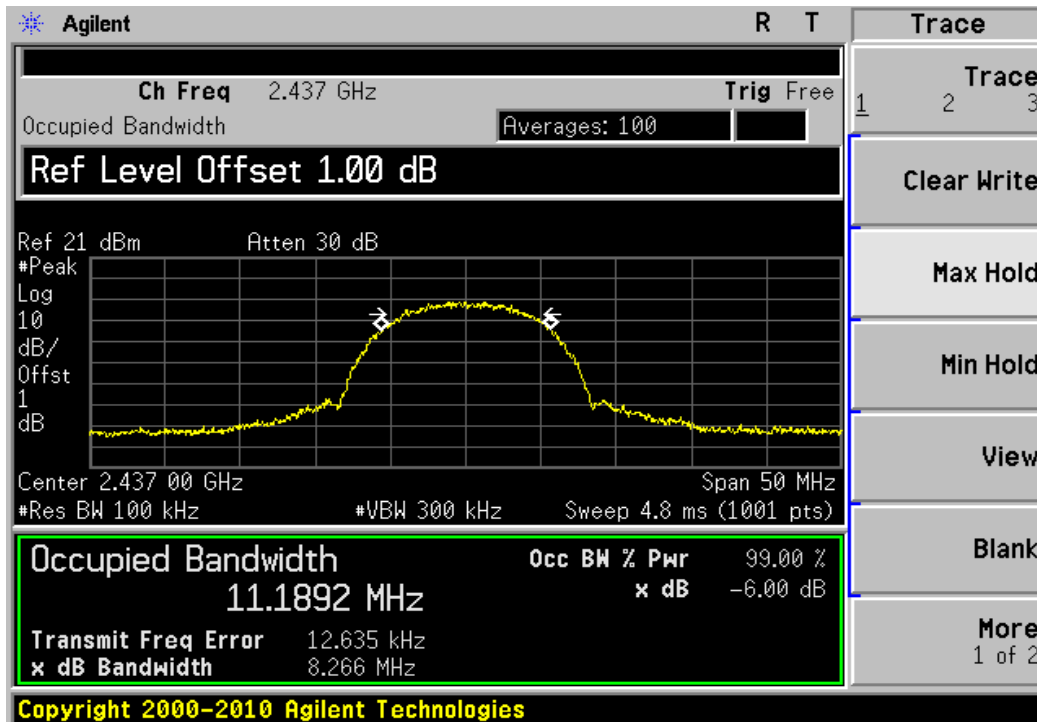 Agilent R T
Ch Freq 2.437 GHz Trig Free
Occupied Bandwidth Averages: 100
Ref Level Offset 1.00 dB
Ref 21 dBm Atten 30 dB
#Peak
Log
10
dB/
Offst
1
dB
Center 2.437 00 GHz Span 50 MHz
#Res BW 100 kHz #VBW 300 kHz Sweep 4.8 ms (1001 pts)
Occupied Bandwidth Occ BW % Pwr 99.00 %
11.1892 MHz x dB -6.00 dB
Transmit Freq Error 12.635 kHz
x dB Bandwidth 8.266 MHz
Copyright 2000-2010 Agilent Technologies
Trace
Trace
1 2 3
Clear Write
Max Hold
Min Hold
View
Blank
More
1 of 2